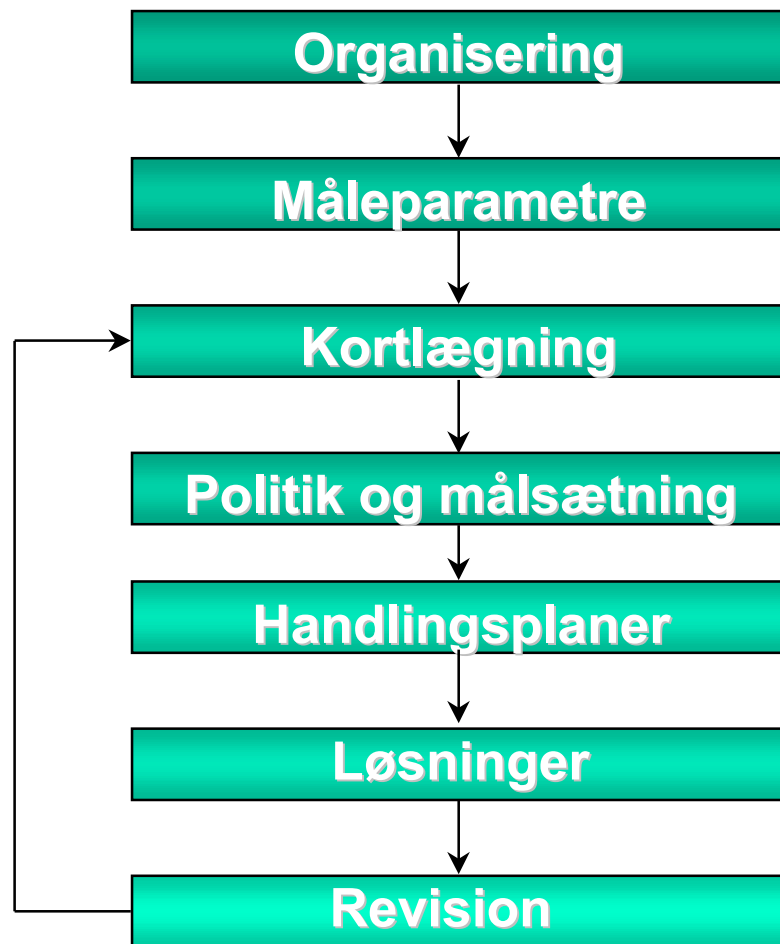 Organisering
Måleparametre
Kortlægning
Politik og målsætning
Handlingsplaner
Løsninger
Revision